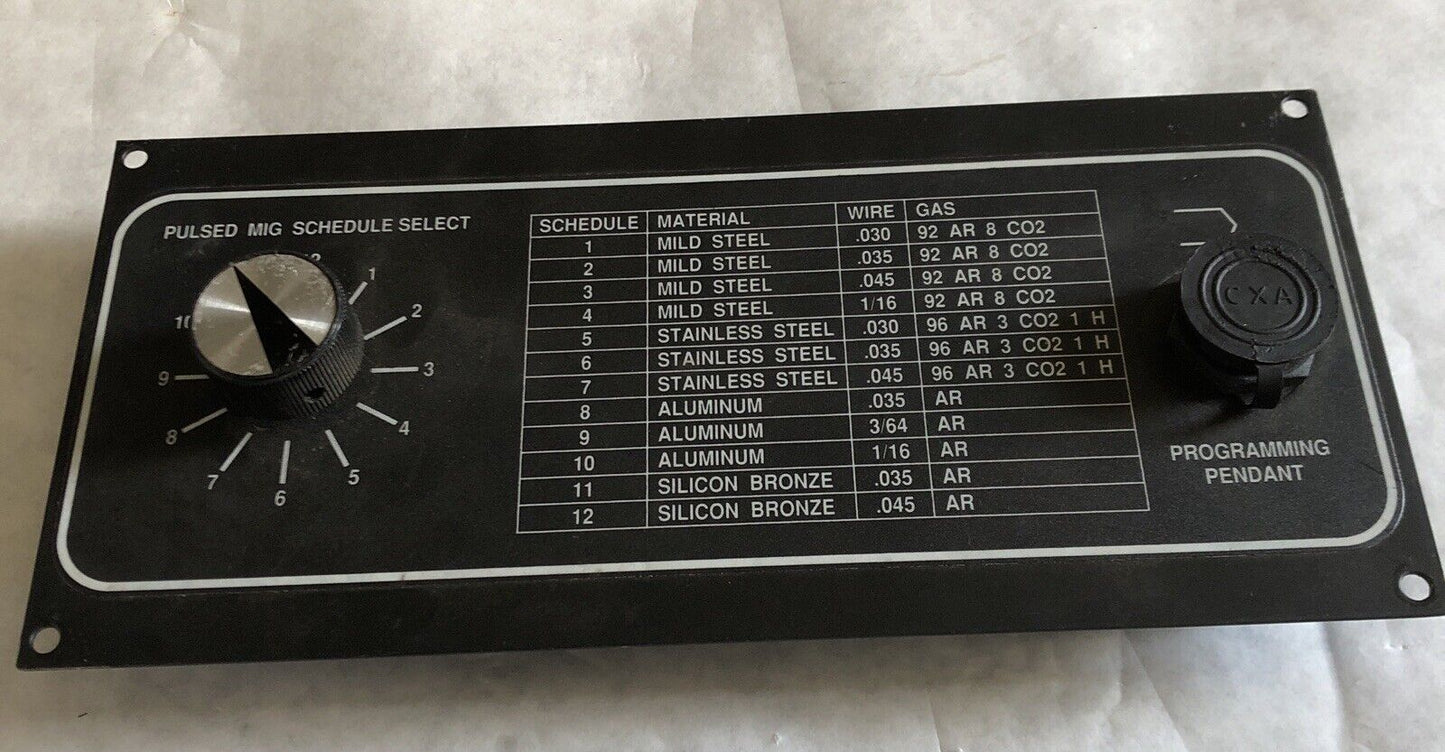 PULSED MIG SCHEDULE SELECT
1
2
3
4
5
6
7
8
9
10
SCHEDULE MATERIAL WIRE GAS
1 MILD STEEL .030 92 AR 8 CO2
2 MILD STEEL .035 92 AR 8 CO2
3 MILD STEEL .045 92 AR 8 CO2
4 MILD STEEL 1/16 92 AR 8 CO2
5 STAINLESS STEEL .030 96 AR 3 CO2 1 H
6 STAINLESS STEEL .035 96 AR 3 CO2 1 H
7 STAINLESS STEEL .045 96 AR 3 CO2 1 H
8 ALUMINUM .035 AR
9 ALUMINUM 3/64 AR
10 ALUMINUM 1/16 AR
11 SILICON BRONZE .035 AR
12 SILICON BRONZE .045 AR
CXA
PROGRAMMING
PENDANT